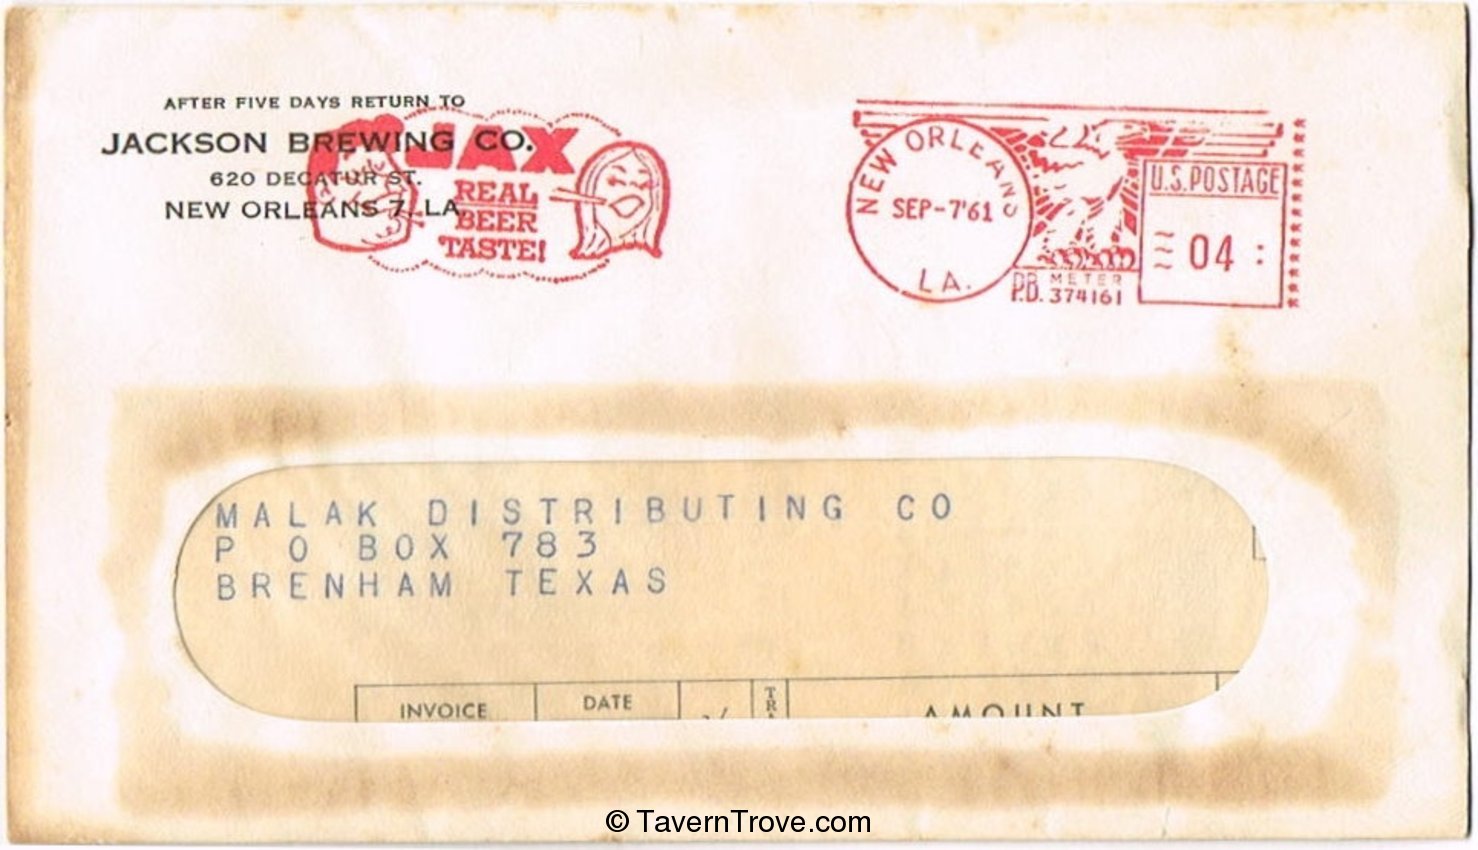 AFTER FIVE DAYS RETURN TO
JACKSON BREWING CO.
620 DECATUR ST.
NEW ORLEANS 7, LA
JAX
REAL
BEER
TASTE!
NEW ORLEANS
SEP-7'61
LA.
P.B. METER
374161
U.S. POSTAGE
04
MALAK DISTRIBUTING CO
P O BOX 783
BRENHAM TEXAS
INVOICE DATE TRA AMOUNT
© TavernTrove.com